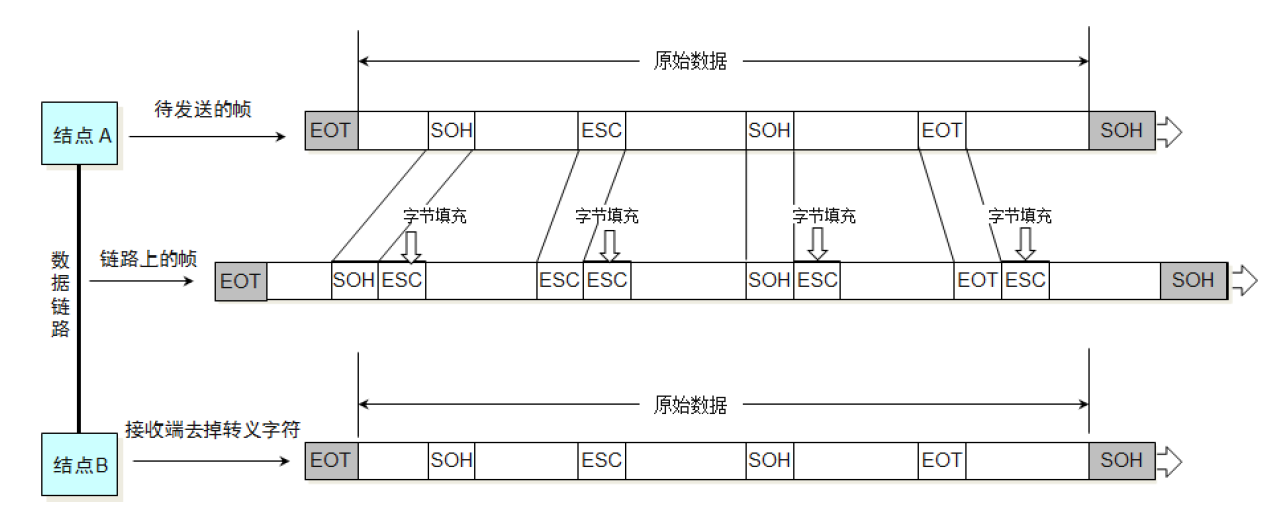 原始数据
结点 A
待发送的帧
EOT SOH ESC SOH EOT SOH
字节填充 字节填充 字节填充 字节填充
数据链路
链路上的帧
EOT SOH ESC ESC ESC SOH ESC EOT ESC SOH
原始数据
结点B
接收端去掉转义字符
EOT SOH ESC SOH EOT SOH